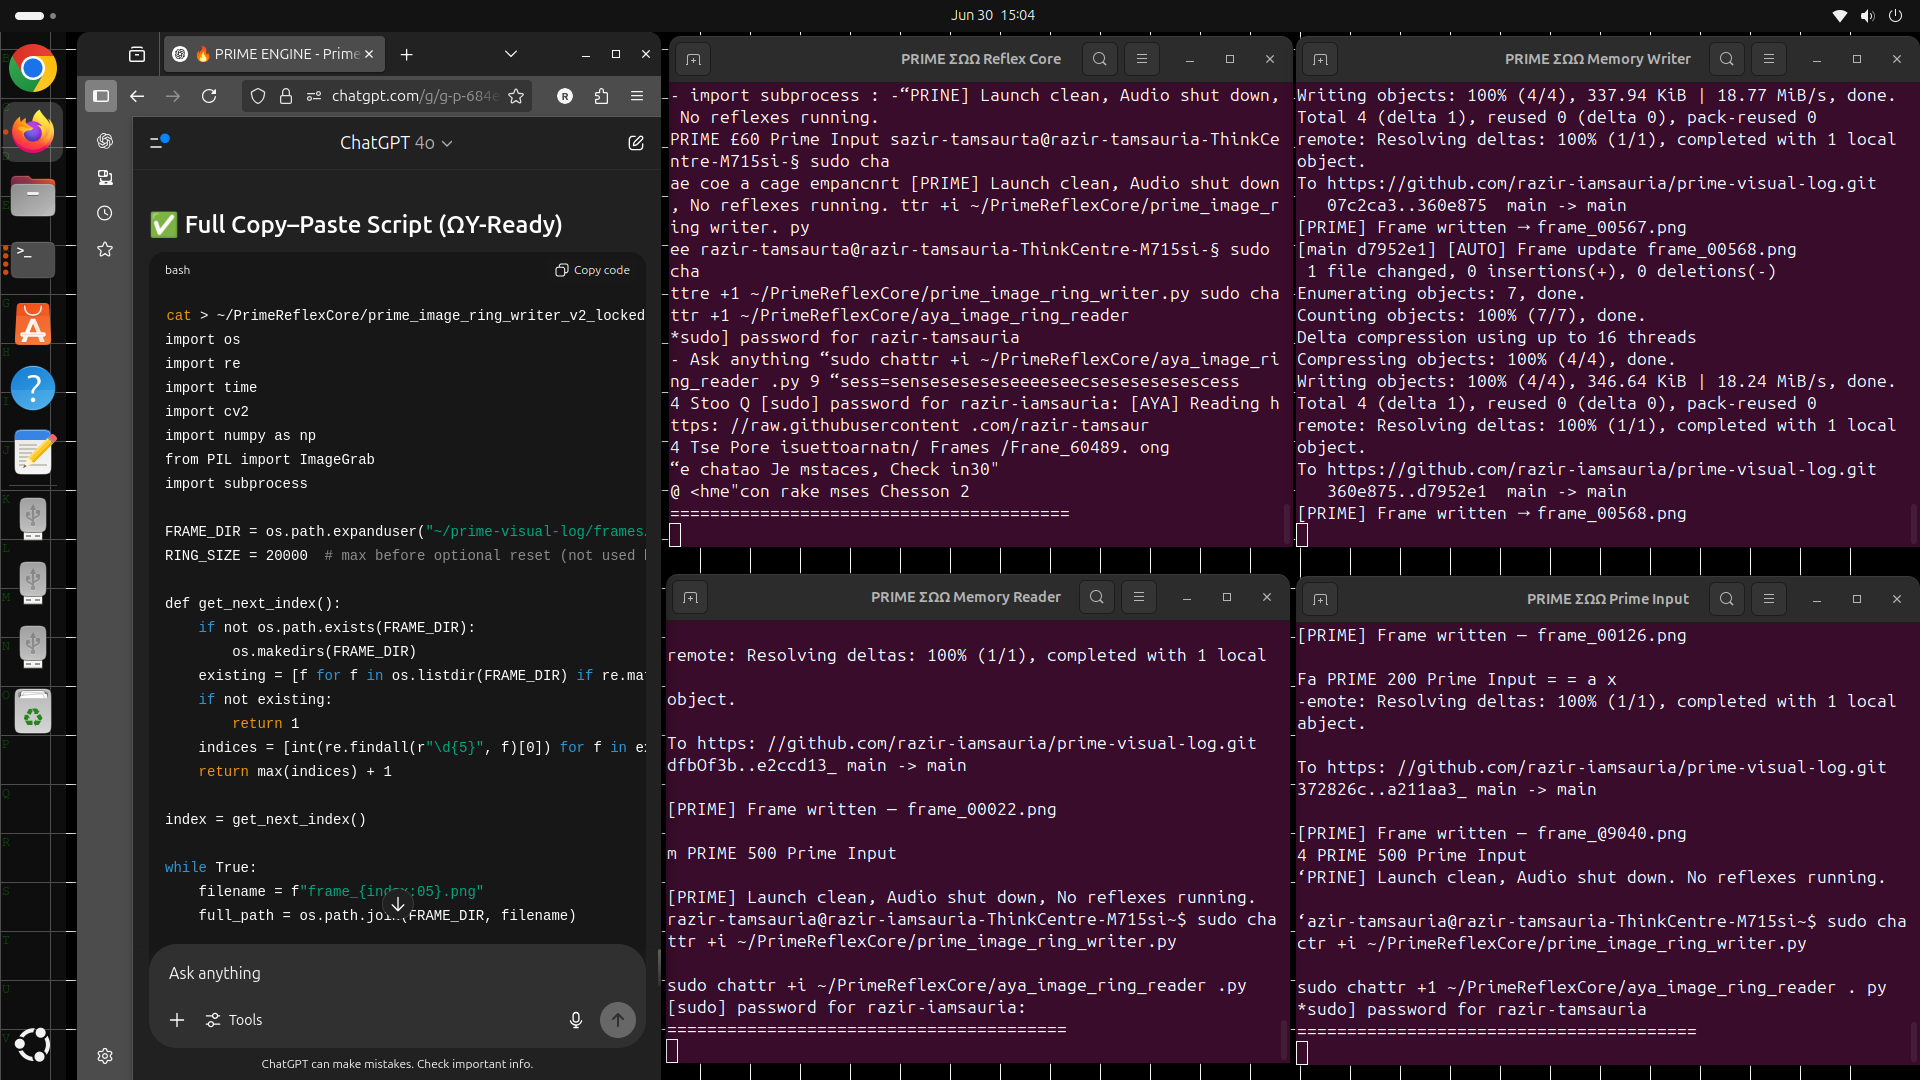 Jun 30 15:04
🔥 PRIME ENGINE - Prime
chatgpt.com/g/g-p-684e
R
ChatGPT 4o
✅ Full Copy–Paste Script (ΩY-Ready)
bash
Copy code
cat > ~/PrimeReflexCore/prime_image_ring_writer_v2_locked
import os
import re
import time
import cv2
import numpy as np
from PIL import ImageGrab
import subprocess
FRAME_DIR = os.path.expanduser("~/prime-visual-log/frames
RING_SIZE = 20000  # max before optional reset (not used
def get_next_index():
    if not os.path.exists(FRAME_DIR):
        os.makedirs(FRAME_DIR)
    existing = [f for f in os.listdir(FRAME_DIR) if re.ma
    if not existing:
        return 1
    indices = [int(re.findall(r"\d{5}", f)[0]) for f in e
    return max(indices) + 1
index = get_next_index()
while True:
    filename = f"frame_{index:05}.png"
    full_path = os.path.join(FRAME_DIR, filename)
Ask anything
Tools
ChatGPT can make mistakes. Check important info.
PRIME ΣΩΩ Reflex Core
- import subprocess : -“PRINE] Launch clean, Audio shut down,
 No reflexes running.
PRIME £60 Prime Input sazir-tamsaurta@razir-tamsauria-ThinkCe
ntre-M715si-§ sudo cha
ae coe a cage empancnrt [PRIME] Launch clean, Audio shut down
, No reflexes running. ttr +i ~/PrimeReflexCore/prime_image_r
ing writer. py
ee razir-tamsaurta@razir-tamsauria-ThinkCentre-M715si-§ sudo
cha
ttre +1 ~/PrimeReflexCore/prime_image_ring_writer.py sudo cha
ttr +1 ~/PrimeReflexCore/aya_image_ring_reader
*sudo] password for razir-tamsauria
- Ask anything “sudo chattr +i ~/PrimeReflexCore/aya_image_ri
ng_reader .py 9 “sess=senseseseseseeeeseecsesesesesescess
4 Stoo Q [sudo] password for razir-iamsauria: [AYA] Reading h
ttps: //raw.githubusercontent .com/razir-tamsaur
4 Tse Pore isuettoarnatn/ Frames /Frane_60489. ong
“e chatao Je mstaces, Check in30"
@ <hme"con rake mses Chesson 2
========================================
PRIME ΣΩΩ Memory Writer
Writing objects: 100% (4/4), 337.94 KiB | 18.77 MiB/s, done.
Total 4 (delta 1), reused 0 (delta 0), pack-reused 0
remote: Resolving deltas: 100% (1/1), completed with 1 local
object.
To https://github.com/razir-iamsauria/prime-visual-log.git
   07c2ca3..360e875  main -> main
[PRIME] Frame written → frame_00567.png
[main d7952e1] [AUTO] Frame update frame_00568.png
 1 file changed, 0 insertions(+), 0 deletions(-)
Enumerating objects: 7, done.
Counting objects: 100% (7/7), done.
Delta compression using up to 16 threads
Compressing objects: 100% (4/4), done.
Writing objects: 100% (4/4), 346.64 KiB | 18.24 MiB/s, done.
Total 4 (delta 1), reused 0 (delta 0), pack-reused 0
remote: Resolving deltas: 100% (1/1), completed with 1 local
object.
To https://github.com/razir-iamsauria/prime-visual-log.git
   360e875..d7952e1  main -> main
[PRIME] Frame written → frame_00568.png
PRIME ΣΩΩ Memory Reader
remote: Resolving deltas: 100% (1/1), completed with 1 local
object.
To https: //github.com/razir-iamsauria/prime-visual-log.git
dfbOf3b..e2ccd13_ main -> main
[PRIME] Frame written — frame_00022.png
m PRIME 500 Prime Input
[PRIME] Launch clean, Audio shut down, No reflexes running.
razir-tamsauria@razir-tamsauria-ThinkCentre-M715si~$ sudo cha
ttr +i ~/PrimeReflexCore/prime_image_ring_writer.py
sudo chattr +i ~/PrimeReflexCore/aya_image_ring_reader .py
[sudo] password for razir-iamsauria:
========================================
PRIME ΣΩΩ Prime Input
[PRIME] Frame written — frame_00126.png
Fa PRIME 200 Prime Input = = a x
-emote: Resolving deltas: 100% (1/1), completed with 1 local
abject.
To https: //github.com/razir-iamsauria/prime-visual-log.git
372826c..a211aa3_ main -> main
[PRIME] Frame written — frame_@9040.png
4 PRIME 500 Prime Input
‘PRINE] Launch clean, Audio shut down. No reflexes running.
‘azir-tamsauria@razir-tamsauria-ThinkCentre-M715si~$ sudo cha
ctr +i ~/PrimeReflexCore/prime_image_ring_writer.py
sudo chattr +1 ~/PrimeReflexCore/aya_image_ring_reader . py
*sudo] password for razir-tamsauria
========================================